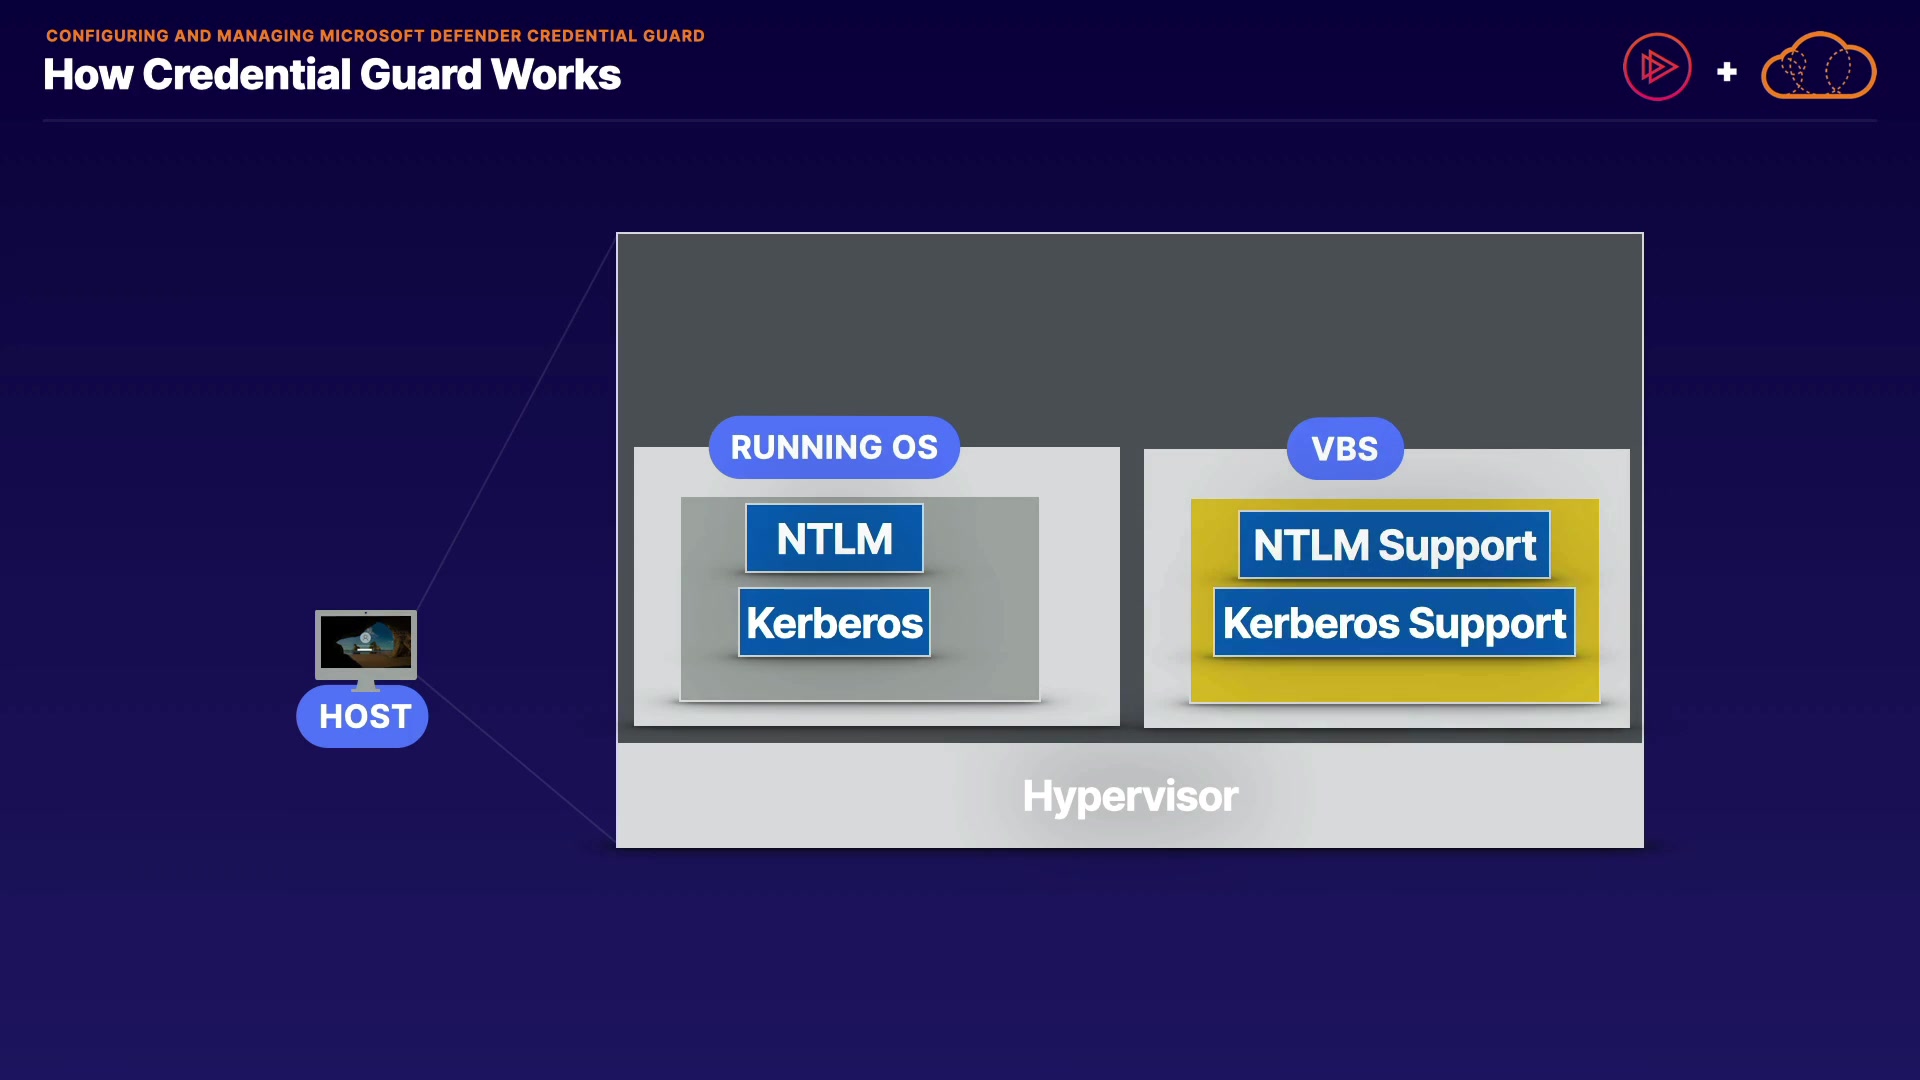 CONFIGURING AND MANAGING MICROSOFT DEFENDER CREDENTIAL GUARD
How Credential Guard Works
RUNNING OS
VBS
NTLM
NTLM Support
Kerberos
Kerberos Support
HOST
Hypervisor